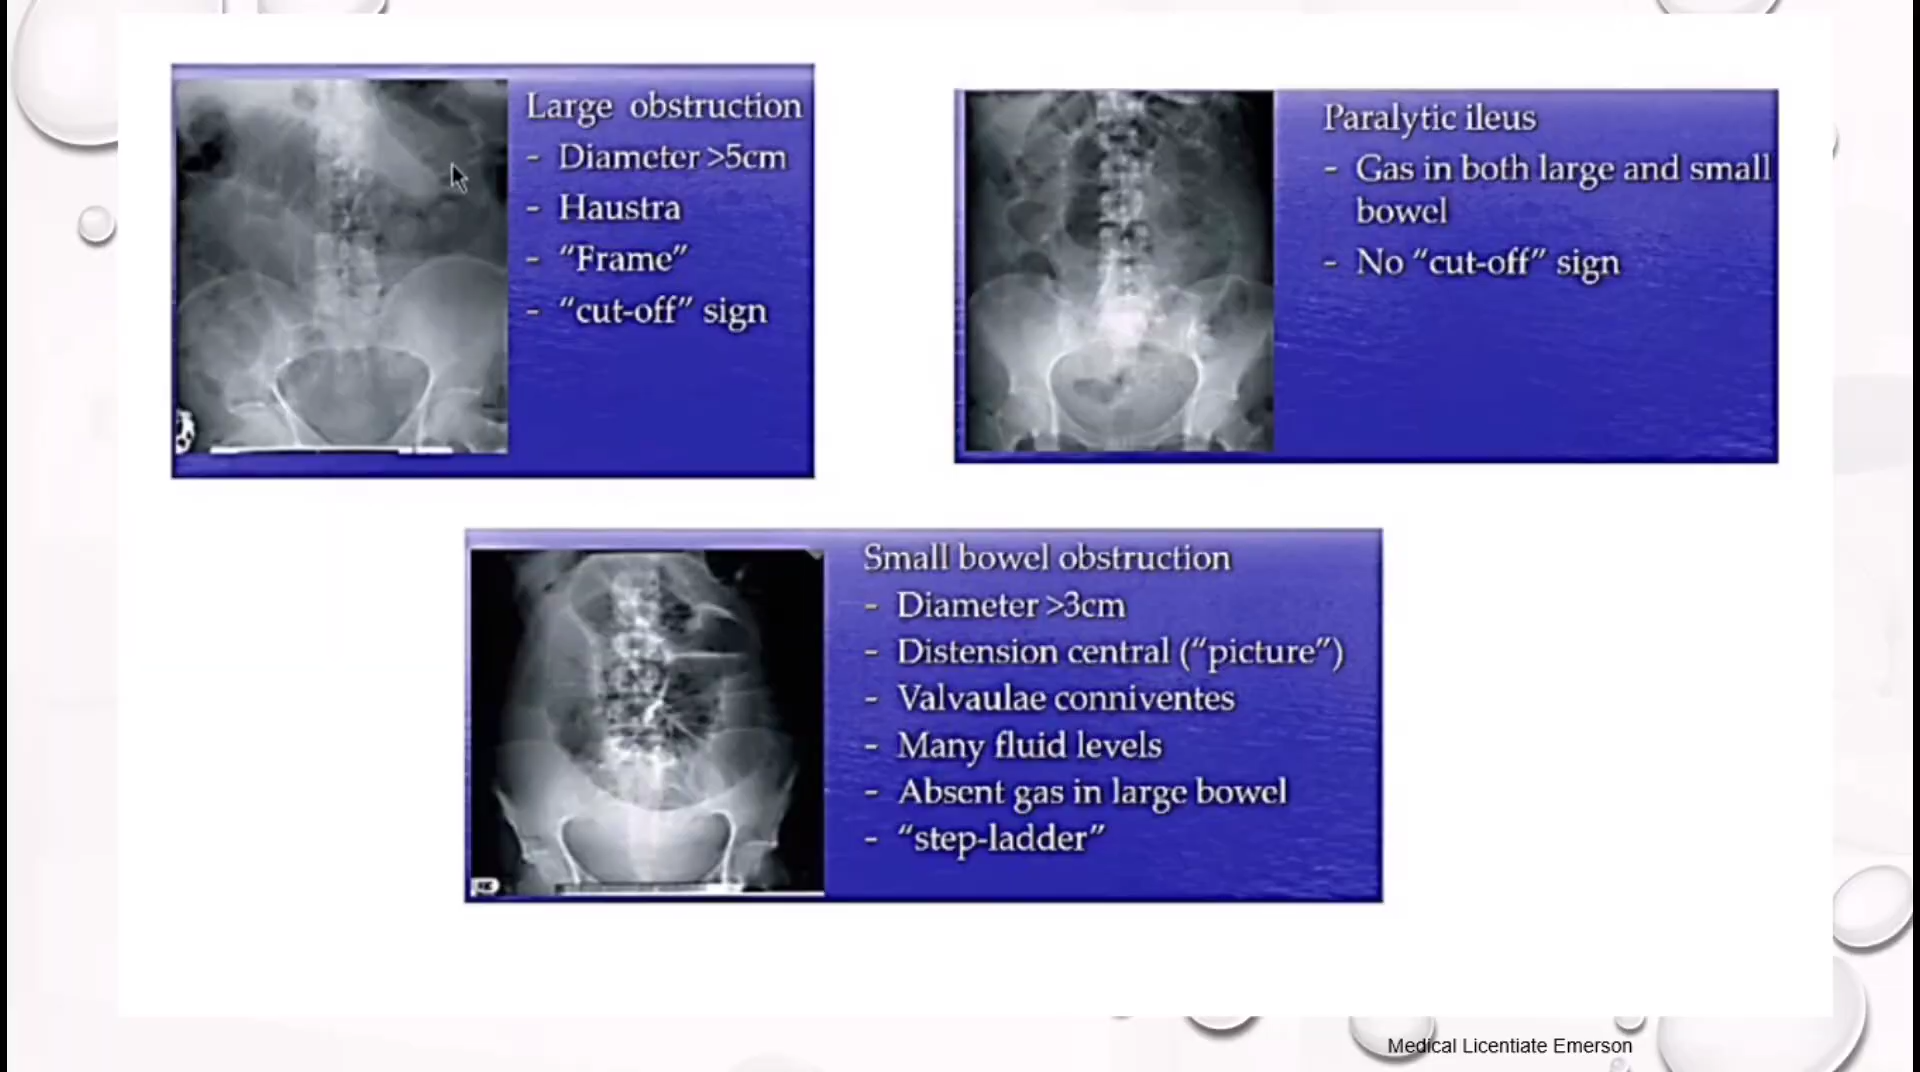 Large obstruction
- Diameter >5cm
- Haustra
- “Frame”
- “cut-off” sign
Paralytic ileus
- Gas in both large and small
bowel
- No “cut-off” sign
Small bowel obstruction
- Diameter >3cm
- Distension central (“picture”)
- Valvaulae conniventes
- Many fluid levels
- Absent gas in large bowel
- “step-ladder”
Medical Licentiate Emerson